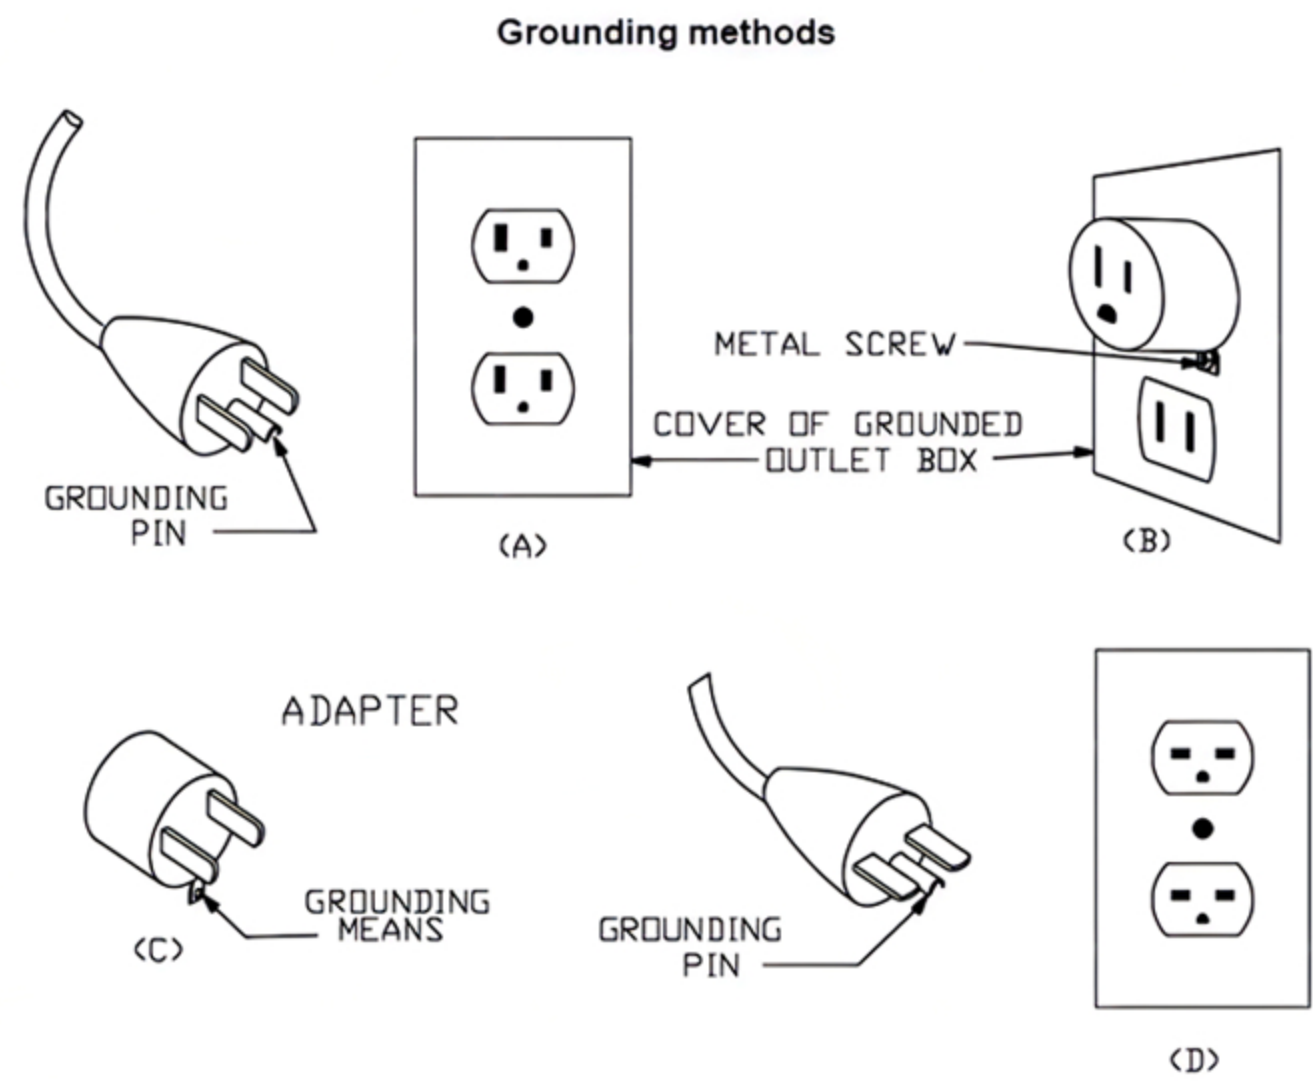 Grounding methods
METAL SCREW
COVER OF GROUNDED
OUTLET BOX
GROUNDING
PIN
(A)
(B)
ADAPTER
GROUNDING
MEANS
(C)
GROUNDING
PIN
(D)